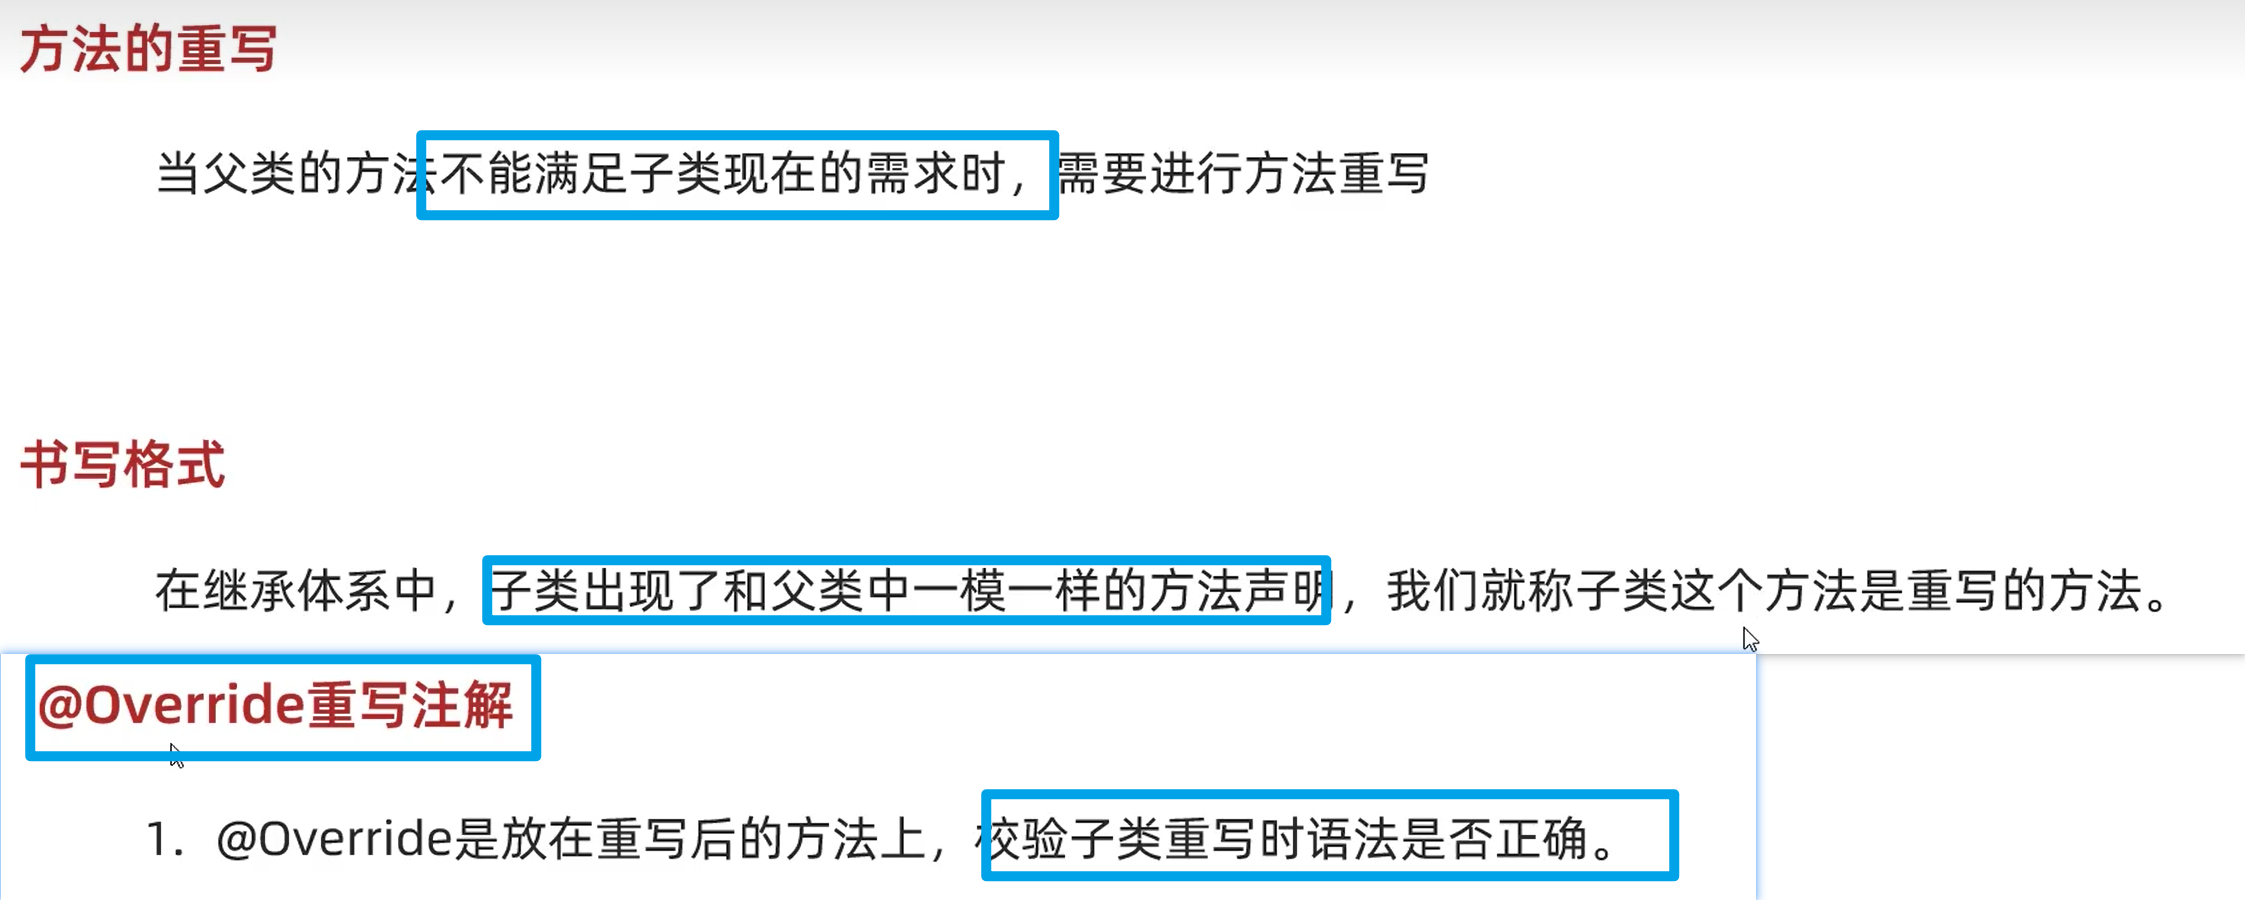 方法的重写
当父类的方法不能满足子类现在的需求时，需要进行方法重写
书写格式
在继承体系中，子类出现了和父类中一模一样的方法声明，我们就称子类这个方法是重写的方法。
@Override重写注解
1. @Override是放在重写后的方法上，校验子类重写时语法是否正确。